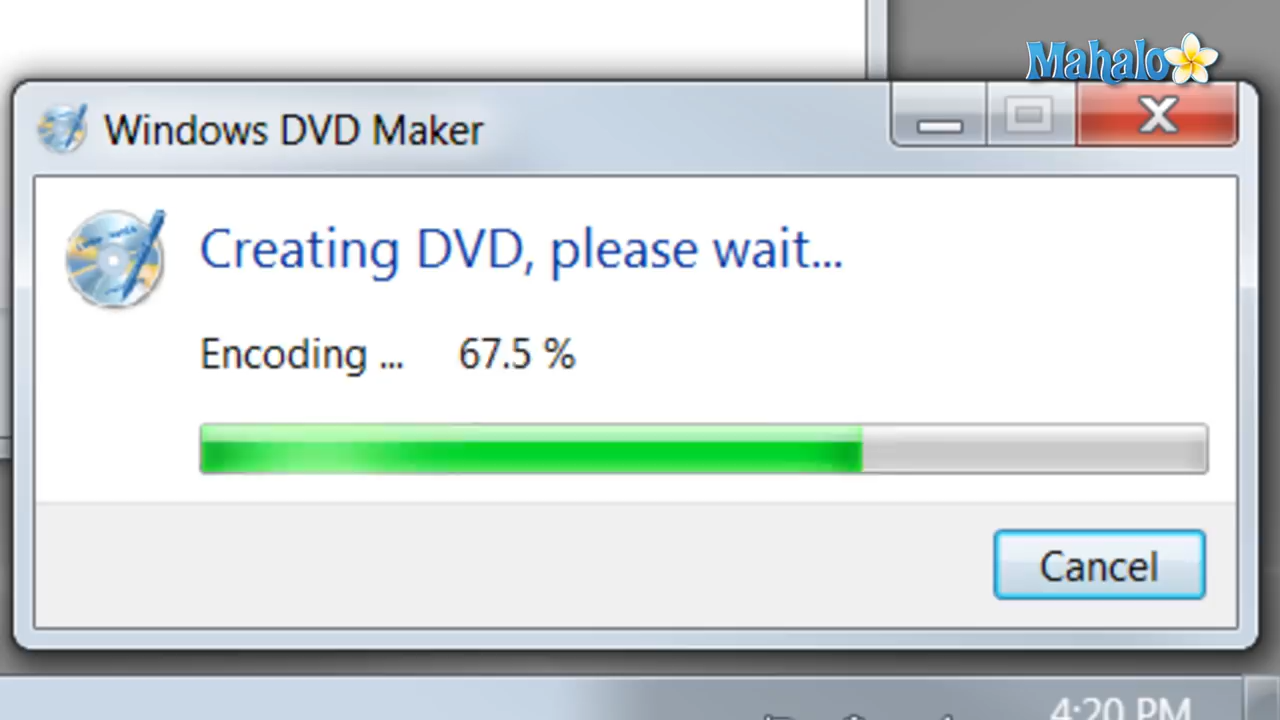 Mahalo
Windows DVD Maker
Creating DVD, please wait...
Encoding ... 67.5 %
Cancel
4:20 PM